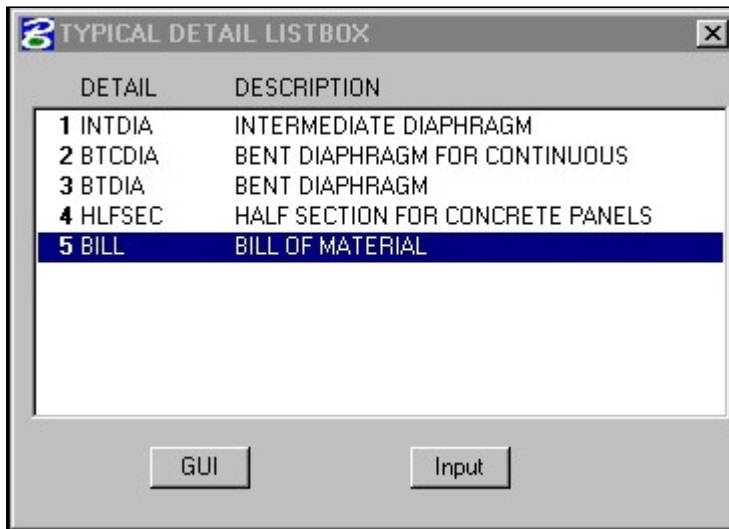 TYPICAL DETAIL LISTBOX
DETAIL DESCRIPTION
1 INTDIA INTERMEDIATE DIAPHRAGM
2 BTCDIA BENT DIAPHRAGM FOR CONTINUOUS
3 BTDIA BENT DIAPHRAGM
4 HLFSEC HALF SECTION FOR CONCRETE PANELS
5 BILL BILL OF MATERIAL
GUI Input